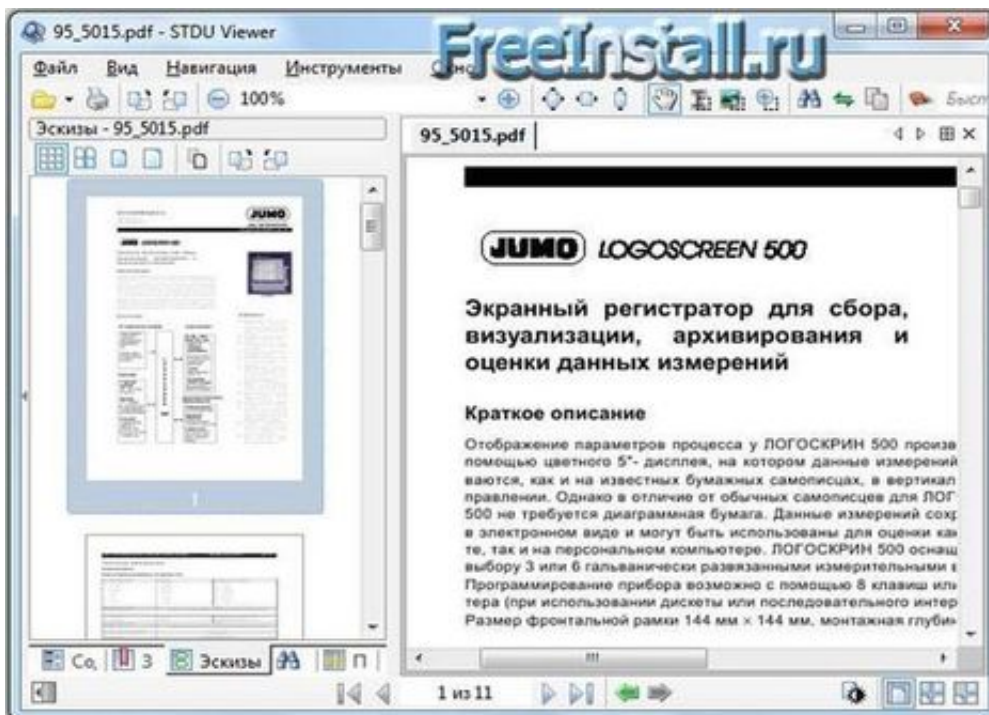 95_5015.pdf - STDU Viewer
FreeInstall.ru
Файл Вид Навигация Инструменты
100%
Эскизы - 95_5015.pdf
95_5015.pdf
JUMO
1
JUMO LOGOSCREEN 500
Экранный регистратор для сбора,
визуализации, архивирования и
оценки данных измерений
Краткое описание
Отображение параметров процесса у ЛОГОСКРИН 500 произв
помощью цветного 5"- дисплея, на котором данные измерений
ваются, как и на известных бумажных самописцах, в вертикал
правлении. Однако в отличие от обычных самописцев для ЛОГ
500 не требуется диаграммная бумага. Данные измерений сохр
в электронном виде и могут быть использованы для оценки как
те, так и на персональном компьютере. ЛОГОСКРИН 500 оснащ
выбору 3 или 6 гальванически развязанными измерительными в
Программирование прибора возможно с помощью 8 клавиш или
тера (при использовании дискеты или последовательного интер
Размер фронтальной рамки 144 мм × 144 мм, монтажная глубин
Со, З Эскизы П
1 из 11